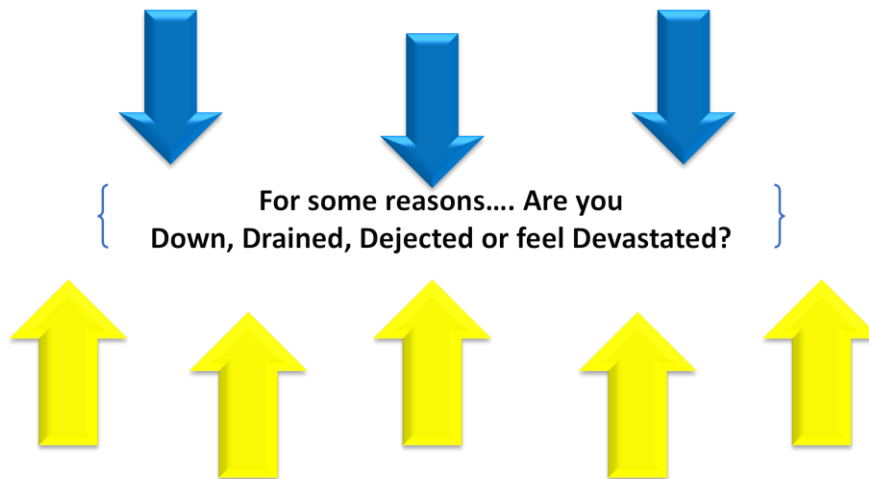 For some reasons.... Are you
Down, Drained, Dejected or feel Devastated?